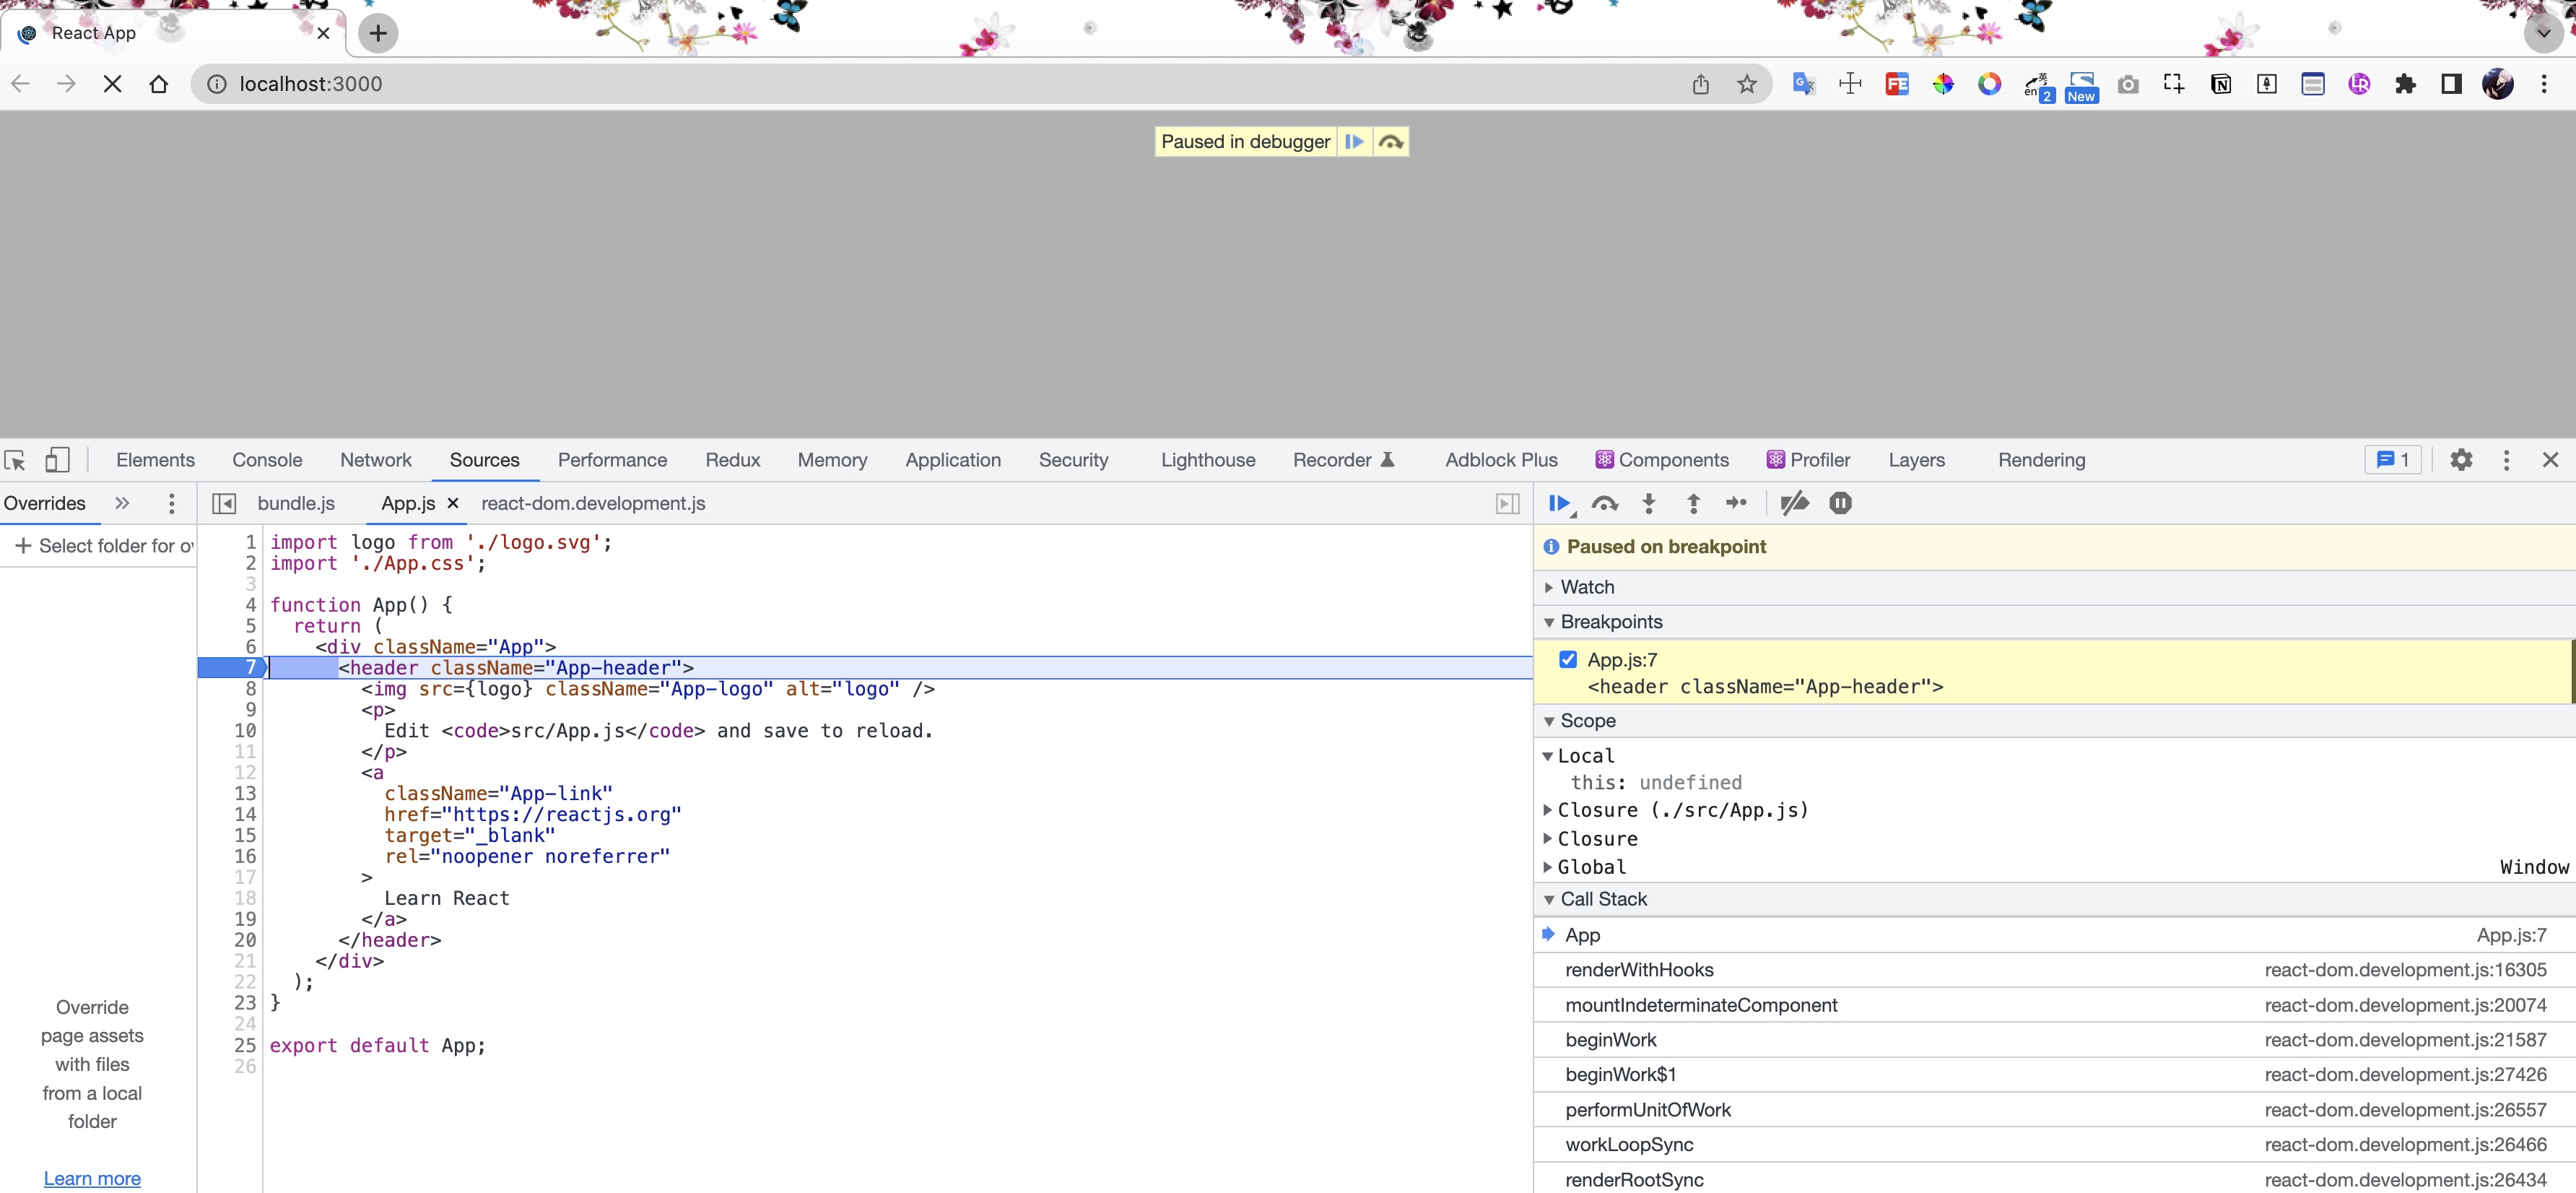 React App
localhost:3000
FE
英
en
2
New
Paused in debugger
Elements Console Network Sources Performance Redux Memory Application Security Lighthouse Recorder Adblock Plus Components Profiler Layers Rendering 1
Overrides
bundle.js App.js react-dom.development.js
Select folder for ov
1 import logo from './logo.svg';
2 import './App.css';
3
4 function App() {
5 return (
6 <div className="App">
7 <header className="App-header">
8 <img src={logo} className="App-logo" alt="logo" />
9 <p>
10 Edit <code>src/App.js</code> and save to reload.
11 </p>
12 <a
13 className="App-link"
14 href="https://reactjs.org"
15 target="_blank"
16 rel="noopener noreferrer"
17 >
18 Learn React
19 </a>
20 </header>
21 </div>
22 );
23 }
24
25 export default App;
26
Override
page assets
with files
from a local
folder
Learn more
Paused on breakpoint
Watch
Breakpoints
App.js:7
<header className="App-header">
Scope
Local
this: undefined
Closure (./src/App.js)
Closure
Global Window
Call Stack
App App.js:7
renderWithHooks react-dom.development.js:16305
mountIndeterminateComponent react-dom.development.js:20074
beginWork react-dom.development.js:21587
beginWork$1 react-dom.development.js:27426
performUnitOfWork react-dom.development.js:26557
workLoopSync react-dom.development.js:26466
renderRootSync react-dom.development.js:26434